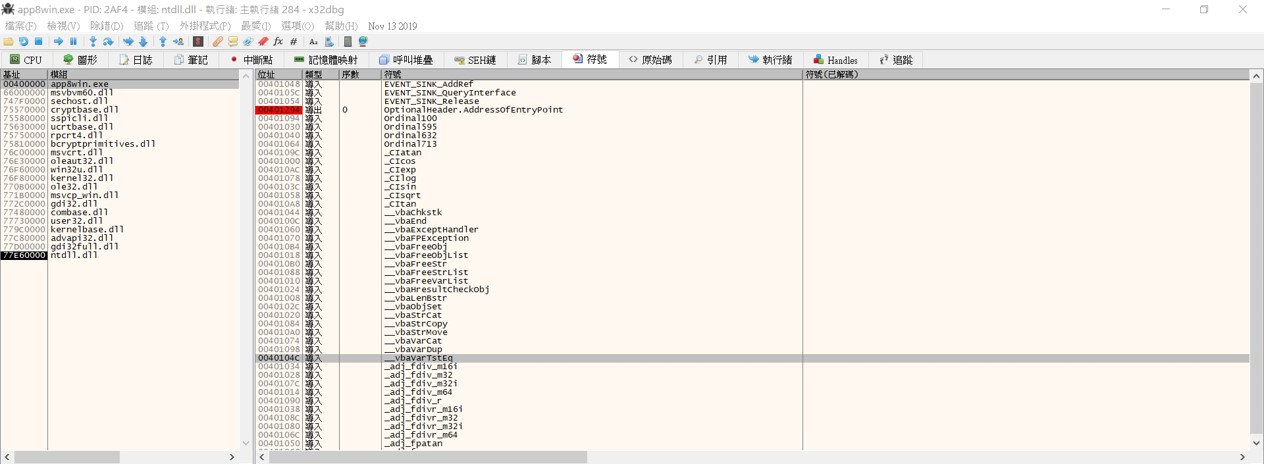 app8win.exe - PID: 2AF4 - 模組: ntdll.dll - 執行緒: 主執行緒 284 - x32dbg
檔案(F) 檢視(V) 除錯(D) 追蹤(T) 外掛程式(P) 最愛(I) 選項(O) 幫助(H) Nov 13 2019
CPU 圖形 日誌 筆記 中斷點 記憶體映射 呼叫堆疊 SEH鏈 腳本 符號 原始碼 引用 執行緒 Handles 追蹤
基址 模組
00400000 app8win.exe
66000000 msvbvm60.dll
747F0000 sechost.dll
75570000 cryptbase.dll
75580000 sspicli.dll
75630000 ucrtbase.dll
75750000 rpcrt4.dll
75810000 bcryptprimitives.dll
76C00000 msvcrt.dll
76E30000 oleaut32.dll
76F60000 win32u.dll
76F80000 kernel32.dll
770B0000 ole32.dll
771B0000 msvcp_win.dll
772C0000 gdi32.dll
77480000 combase.dll
77730000 user32.dll
779C0000 kernelbase.dll
77C80000 advapi32.dll
77D00000 gdi32full.dll
77E60000 ntdll.dll
位址 類型 序數 符號 符號(已解碼)
00401048 導入 EVENT_SINK_AddRef
0040105C 導入 EVENT_SINK_QueryInterface
00401054 導入 EVENT_SINK_Release
00401294 導出 0 OptionalHeader.AddressOfEntryPoint
00401094 導入 Ordinal100
00401030 導入 Ordinal595
00401040 導入 Ordinal632
00401064 導入 Ordinal713
0040109C 導入 _CIatan
00401000 導入 _CIcos
004010AC 導入 _CIexp
00401078 導入 _CIlog
0040103C 導入 _CIsin
00401058 導入 _CIsqrt
004010A8 導入 _CItan
00401044 導入 __vbaChkstk
0040100C 導入 __vbaEnd
00401060 導入 __vbaExceptHandler
00401070 導入 __vbaFPException
004010B4 導入 __vbaFreeObj
00401018 導入 __vbaFreeObjList
004010B0 導入 __vbaFreeStr
00401088 導入 __vbaFreeStrList
00401010 導入 __vbaFreeVarList
00401024 導入 __vbaHresultCheckObj
00401008 導入 __vbaLenBstr
0040102C 導入 __vbaObjSet
00401020 導入 __vbaStrCat
00401084 導入 __vbaStrCopy
004010A0 導入 __vbaStrMove
00401074 導入 __vbaVarCat
00401098 導入 __vbaVarDup
0040104C 導入 __vbaVarTstEq
00401034 導入 _adj_fdiv_m16i
00401028 導入 _adj_fdiv_m32
0040107C 導入 _adj_fdiv_m32i
00401014 導入 _adj_fdiv_m64
00401090 導入 _adj_fdiv_r
00401038 導入 _adj_fdivr_m16i
0040108C 導入 _adj_fdivr_m32
00401080 導入 _adj_fdivr_m32i
0040106C 導入 _adj_fdivr_m64
00401050 導入 _adj_fpatan